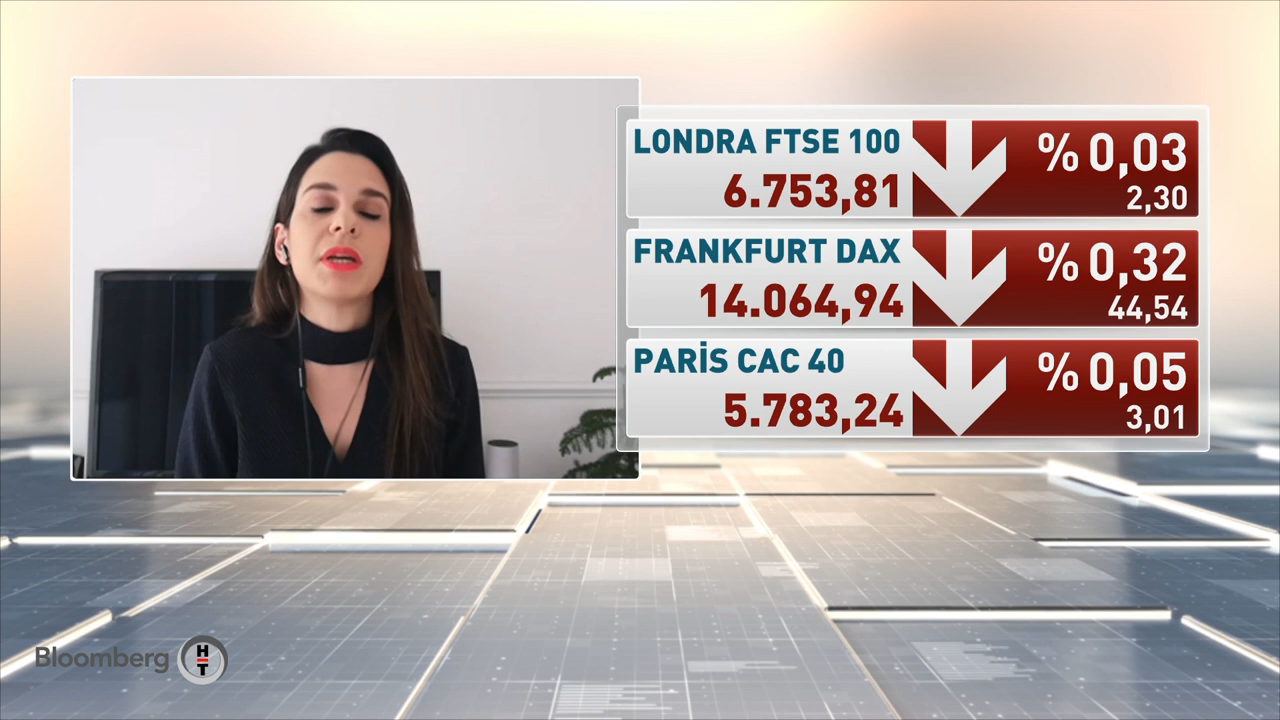 LONDRA FTSE 100
6.753,81
% 0,03
2,30
FRANKFURT DAX
14.064,94
% 0,32
44,54
PARİS CAC 40
5.783,24
% 0,05
3,01
Bloomberg HT